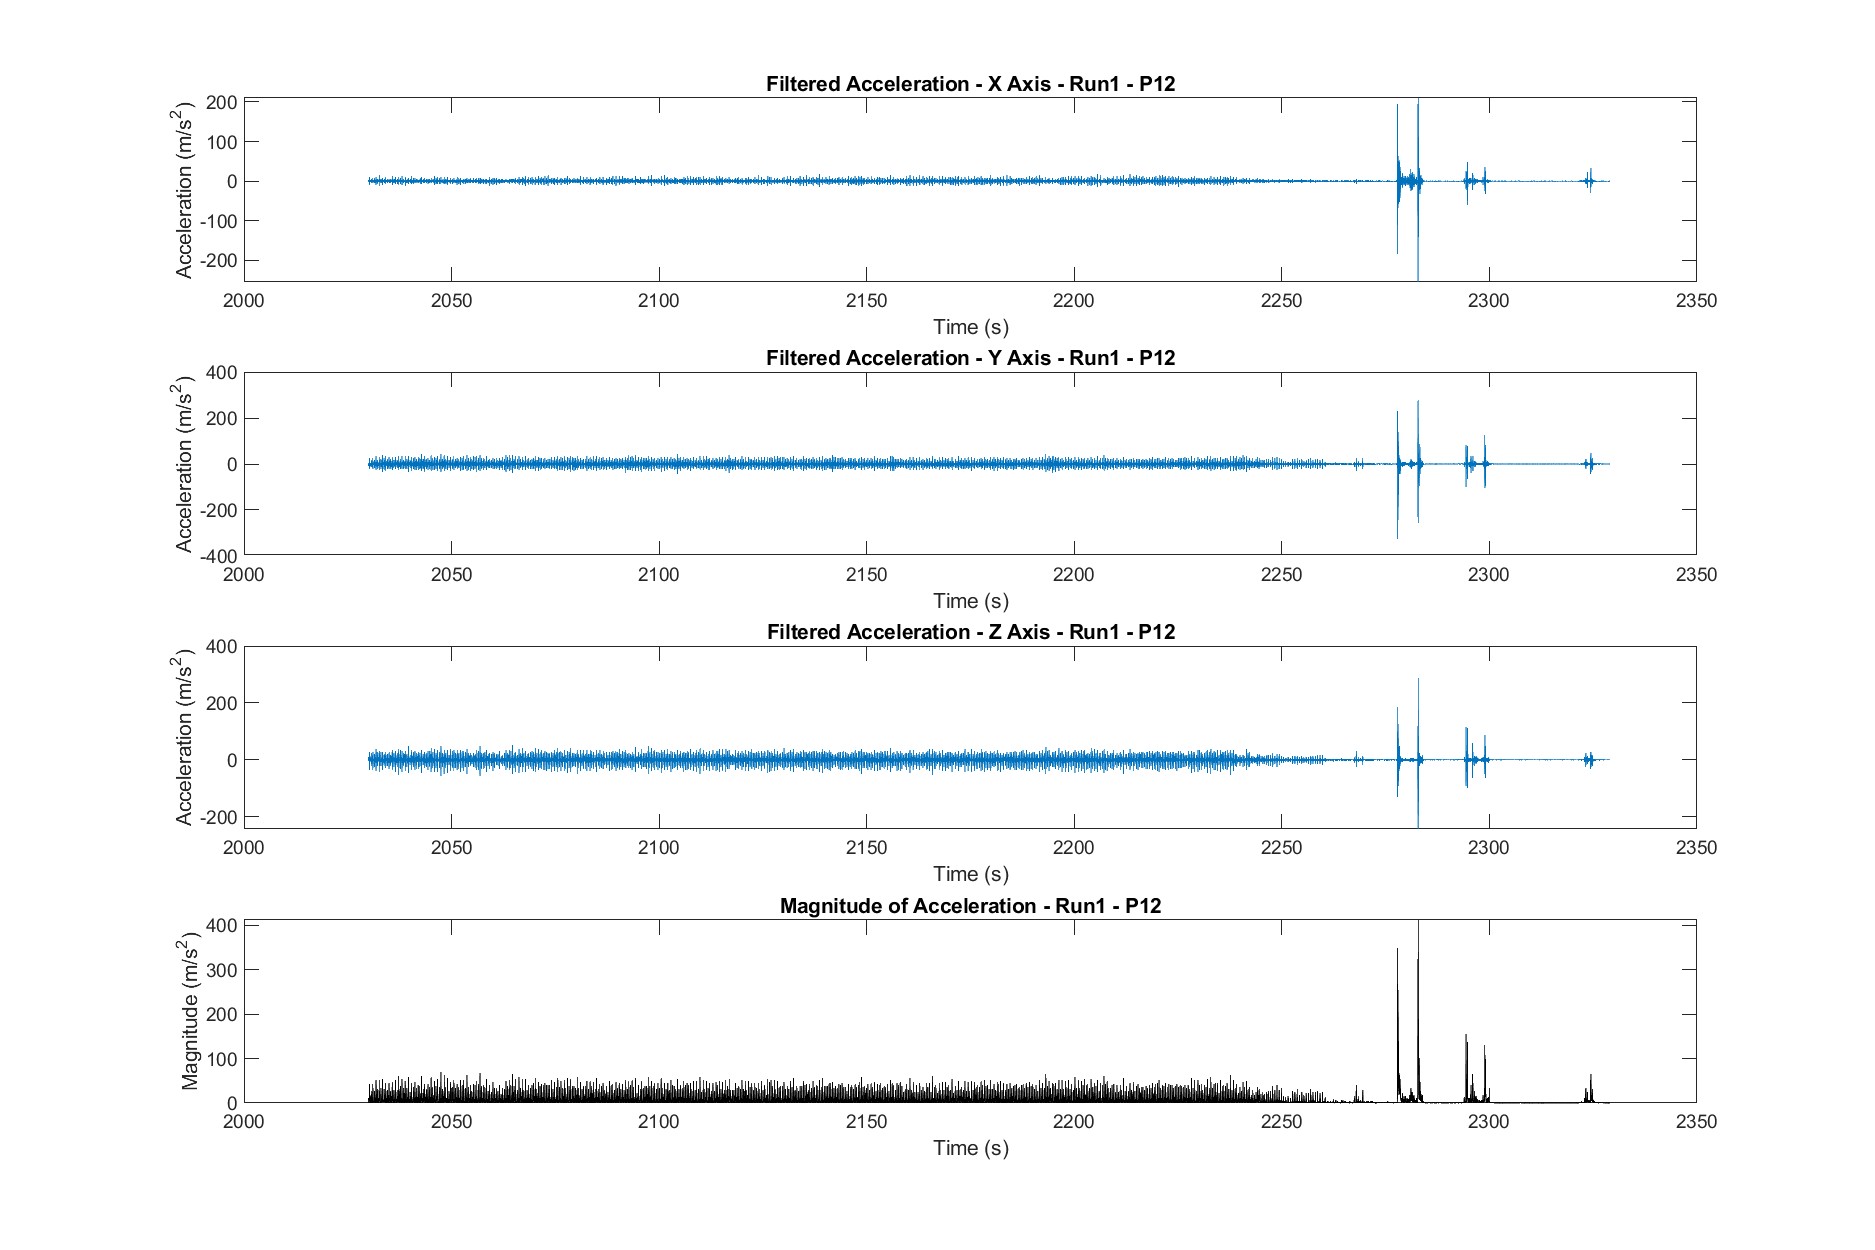 Filtered Acceleration - X Axis - Run1 - P12
Acceleration (m/s²)
200
100
0
-100
-200
2000 2050 2100 2150 2200 2250 2300 2350
Time (s)
Filtered Acceleration - Y Axis - Run1 - P12
Acceleration (m/s²)
400
200
0
-200
-400
2000 2050 2100 2150 2200 2250 2300 2350
Time (s)
Filtered Acceleration - Z Axis - Run1 - P12
Acceleration (m/s²)
400
200
0
-200
2000 2050 2100 2150 2200 2250 2300 2350
Time (s)
Magnitude of Acceleration - Run1 - P12
Magnitude (m/s²)
400
300
200
100
0
2000 2050 2100 2150 2200 2250 2300 2350
Time (s)